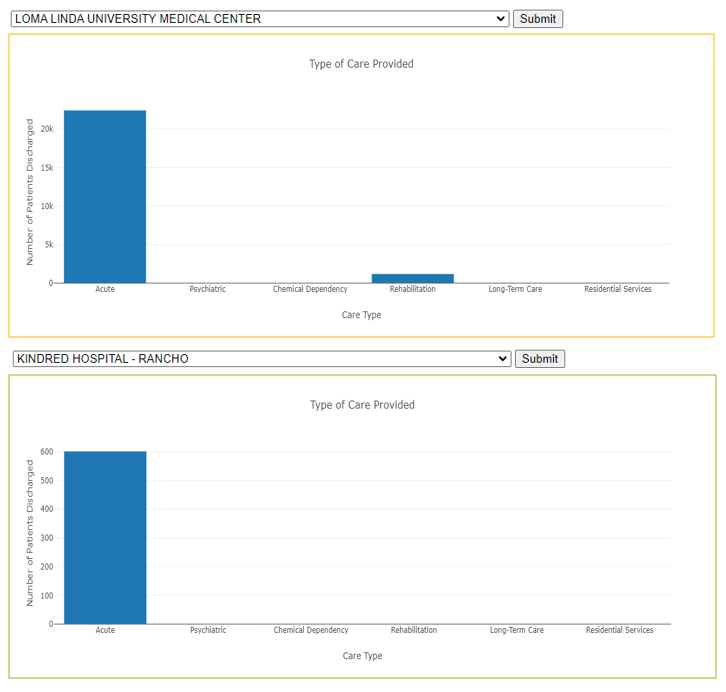 LOMA LINDA UNIVERSITY MEDICAL CENTER Submit
Type of Care Provided
Number of Patients Discharged
20k
15k
10k
5k
0
Acute Psychiatric Chemical Dependency Rehabilitation Long-Term Care Residential Services
Care Type
KINDRED HOSPITAL - RANCHO Submit
Type of Care Provided
Number of Patients Discharged
600
500
400
300
200
100
0
Acute Psychiatric Chemical Dependency Rehabilitation Long-Term Care Residential Services
Care Type